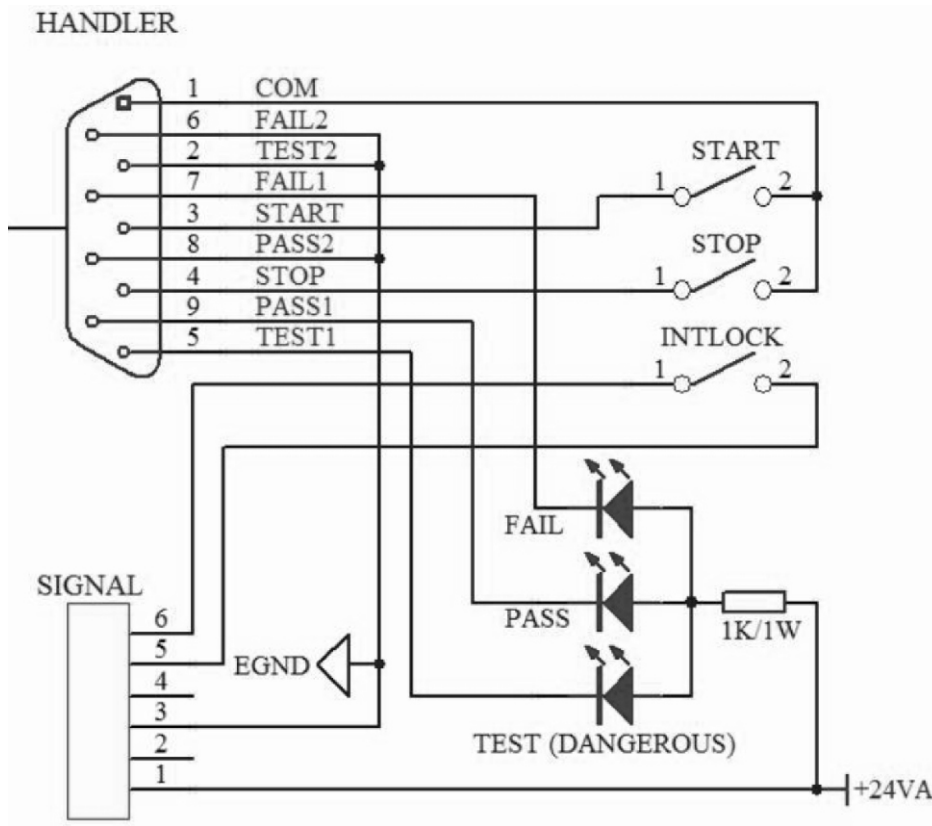 HANDLER
1 COM
6 FAIL2
2 TEST2
7 FAIL1
3 START
8 PASS2
4 STOP
9 PASS1
5 TEST1
START
1 2
STOP
1 2
INTLOCK
1 2
FAIL
PASS
1K/1W
TEST (DANGEROUS)
EGND
SIGNAL
6
5
4
3
2
1
+24VA